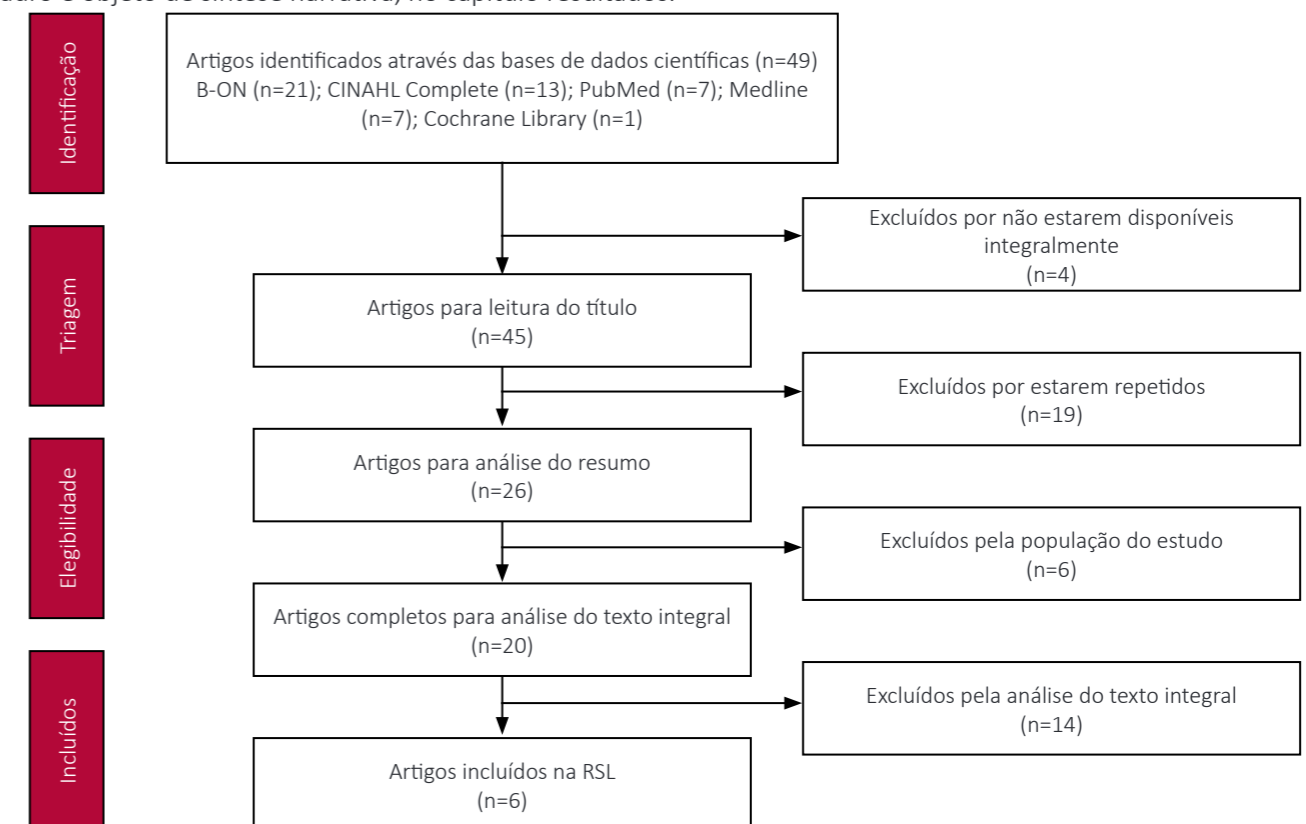 Identificação
Artigos identificados através das bases de dados científicas (n=49)
B-ON (n=21); CINAHL Complete (n=13); PubMed (n=7); Medline
(n=7); Cochrane Library (n=1)
Excluídos por não estarem disponíveis
integralmente
(n=4)
Triagem
Artigos para leitura do título
(n=45)
Excluídos por estarem repetidos
(n=19)
Elegibilidade
Artigos para análise do resumo
(n=26)
Excluídos pela população do estudo
(n=6)
Artigos completos para análise do texto integral
(n=20)
Incluídos
Excluídos pela análise do texto integral
(n=14)
Artigos incluídos na RSL
(n=6)